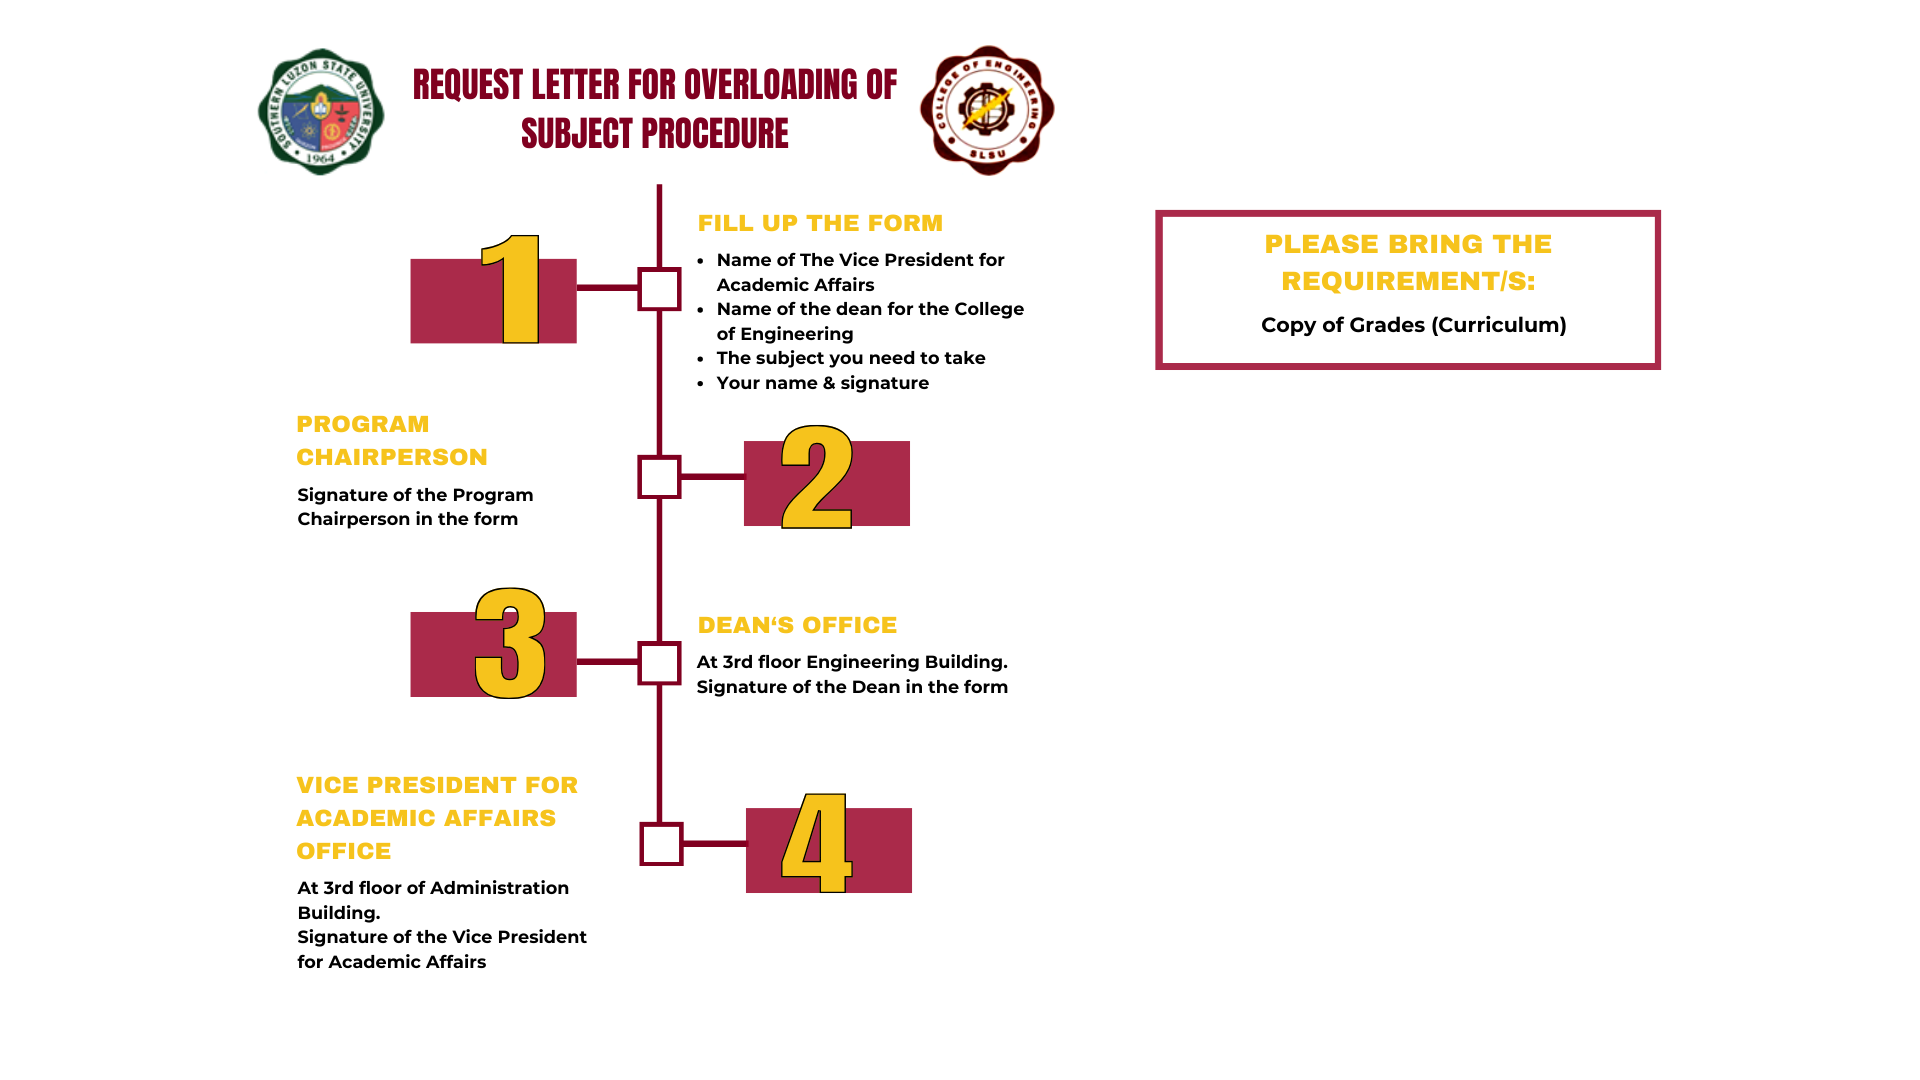 SOUTHERN LUZON STATE UNIVERSITY
1964
REQUEST LETTER FOR OVERLOADING OF
SUBJECT PROCEDURE
COLLEGE OF ENGINEERING
SLSU
1
FILL UP THE FORM
• Name of The Vice President for
Academic Affairs
• Name of the dean for the College
of Engineering
• The subject you need to take
• Your name & signature
PLEASE BRING THE
REQUIREMENT/S:
Copy of Grades (Curriculum)
PROGRAM
CHAIRPERSON
Signature of the Program
Chairperson in the form
2
3
DEAN‘S OFFICE
At 3rd floor Engineering Building.
Signature of the Dean in the form
VICE PRESIDENT FOR
ACADEMIC AFFAIRS
OFFICE
At 3rd floor of Administration
Building.
Signature of the Vice President
for Academic Affairs
4